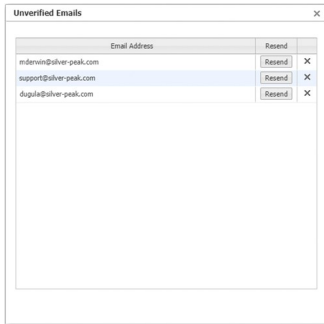 Unverified Emails
Email Address Resend
mderwin@silver-peak.com Resend
support@silver-peak.com Resend
dugula@silver-peak.com Resend